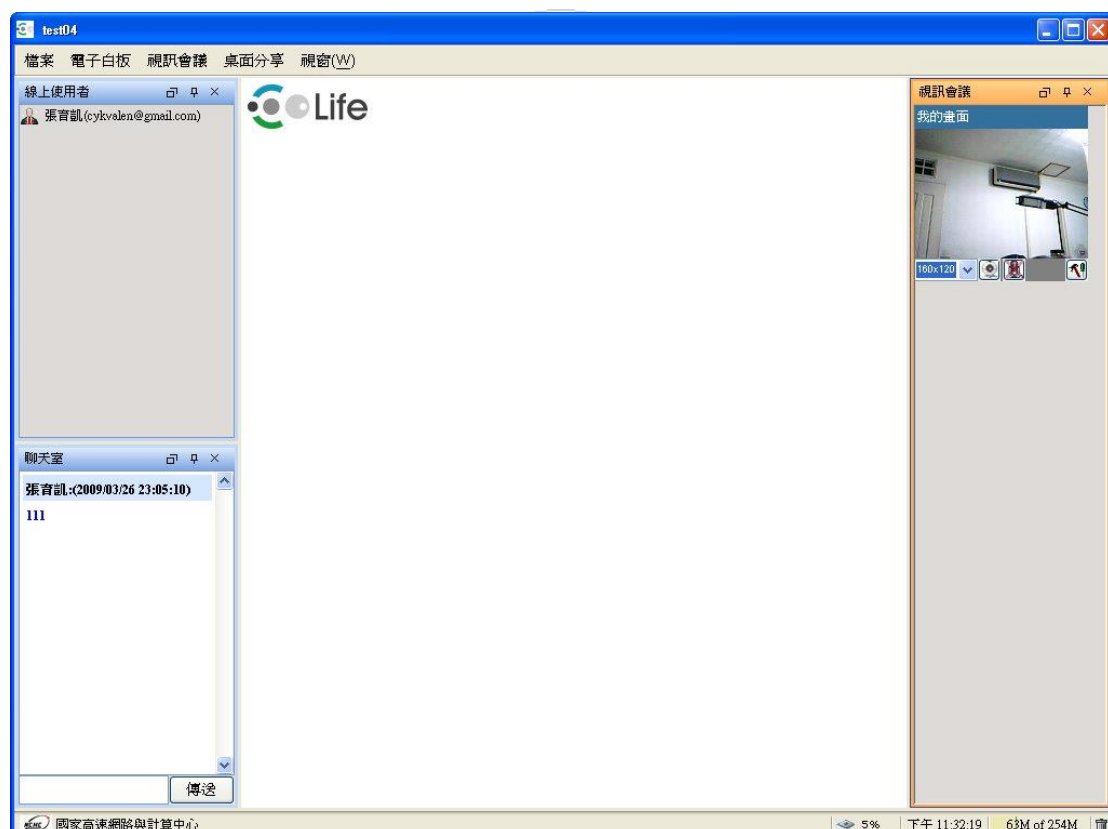 test04
檔案 電子白板 視訊會議 桌面分享 視窗(W)
線上使用者
張育凱(cykvalen@gmail.com)
Life
聊天室
張育凱:(2009/03/26 23:05:10)
111
傳送
視訊會議
我的畫面
160x120
國家高速網路與計算中心
5%
下午 11:32:19
63M of 254M